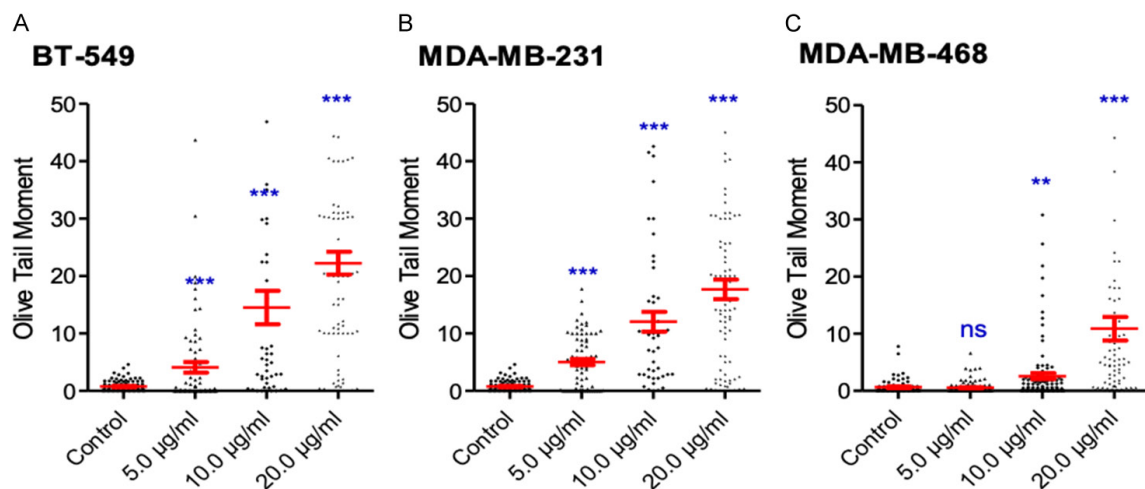 A
BT-549
Olive Tail Moment
50
40
30
20
10
0
***
***
***
Control
5.0 µg/ml
10.0 µg/ml
20.0 µg/ml
B
MDA-MB-231
Olive Tail Moment
50
40
30
20
10
0
***
***
***
Control
5.0 µg/ml
10.0 µg/ml
20.0 µg/ml
C
MDA-MB-468
Olive Tail Moment
50
40
30
20
10
0
ns
**
***
Control
5.0 µg/ml
10.0 µg/ml
20.0 µg/ml